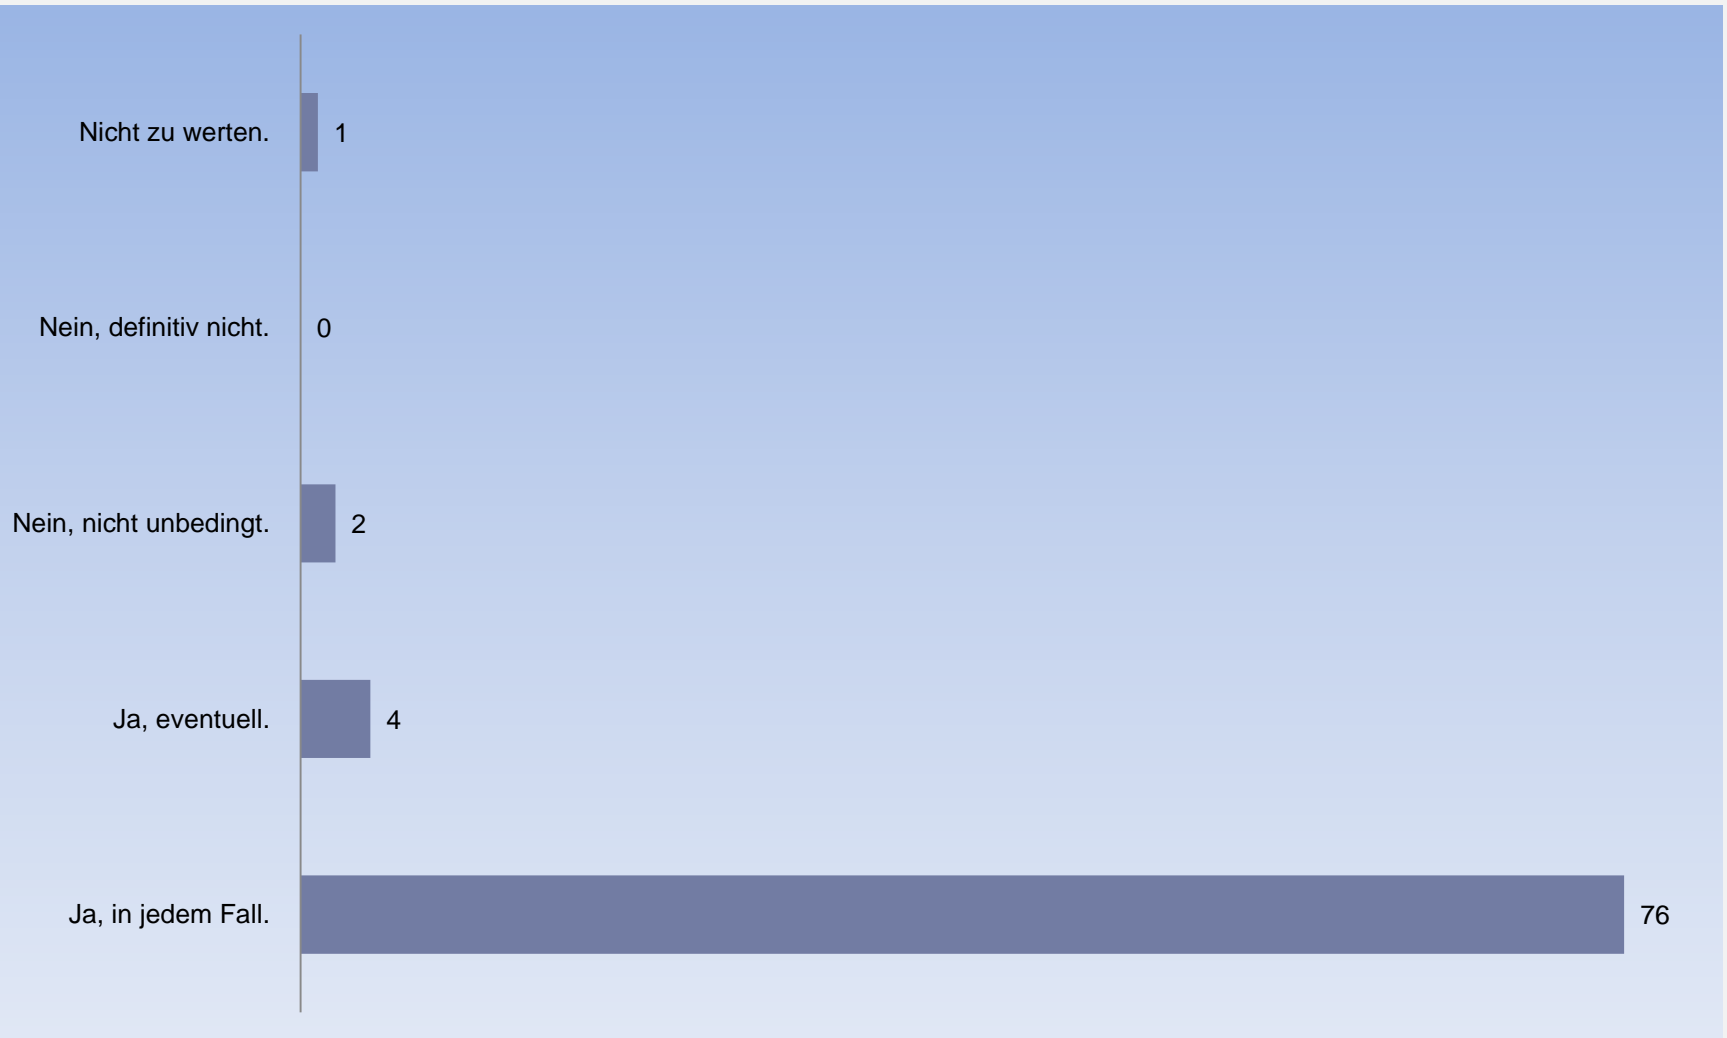 Nicht zu werten. 1
Nein, definitiv nicht. 0
Nein, nicht unbedingt. 2
Ja, eventuell. 4
Ja, in jedem Fall. 76